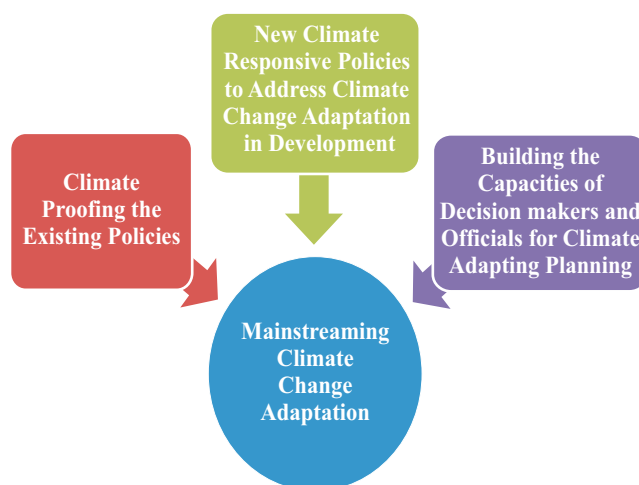 New Climate
Responsive Policies
to Address Climate
Change Adaptation
in Development
Climate
Proofing the
Existing Policies
Building the
Capacities of
Decision makers and
Officials for Climate
Adapting Planning
Mainstreaming
Climate
Change
Adaptation